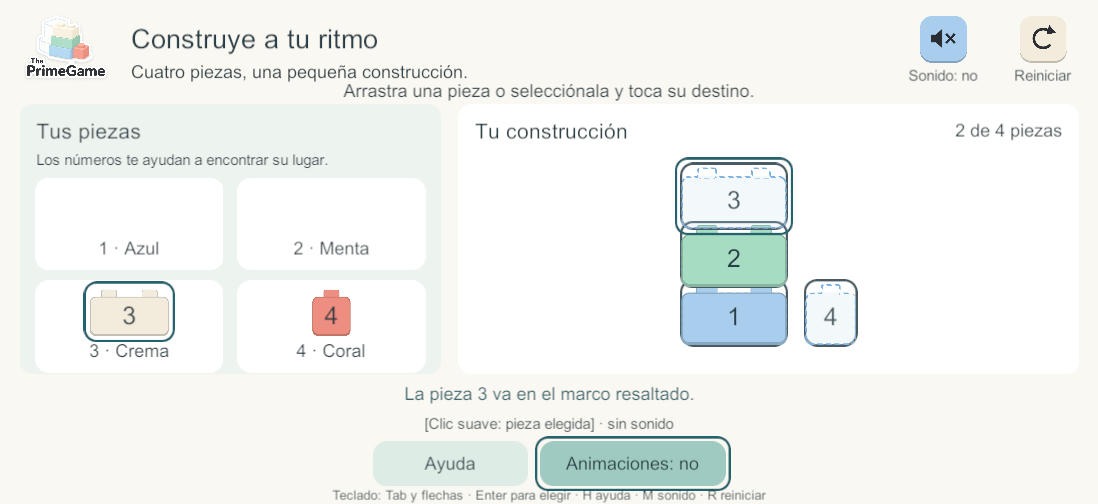 The
PrimeGame
Construye a tu ritmo
Cuatro piezas, una pequeña construcción.
Sonido: no
Reiniciar
Arrastra una pieza o selecciónala y toca su destino.
Tus piezas
Los números te ayudan a encontrar su lugar.
1 · Azul
2 · Menta
3
3 · Crema
4
4 · Coral
Tu construcción
2 de 4 piezas
3
2
1
4
La pieza 3 va en el marco resaltado.
[Clic suave: pieza elegida] · sin sonido
Ayuda
Animaciones: no
Teclado: Tab y flechas · Enter para elegir · H ayuda · M sonido · R reiniciar